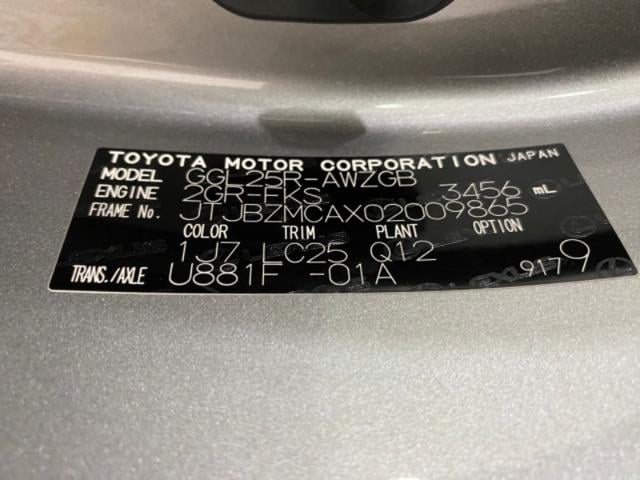 TOYOTA MOTOR CORPORATION JAPAN
MODEL GGL25R-AWZGB
ENGINE 2GR-FKS 3456 mL
FRAME No. JTJBZMCAX02009865
COLOR TRIM PLANT OPTION
1J7 LC25 Q12
TRANS./AXLE U881F -01A 9179